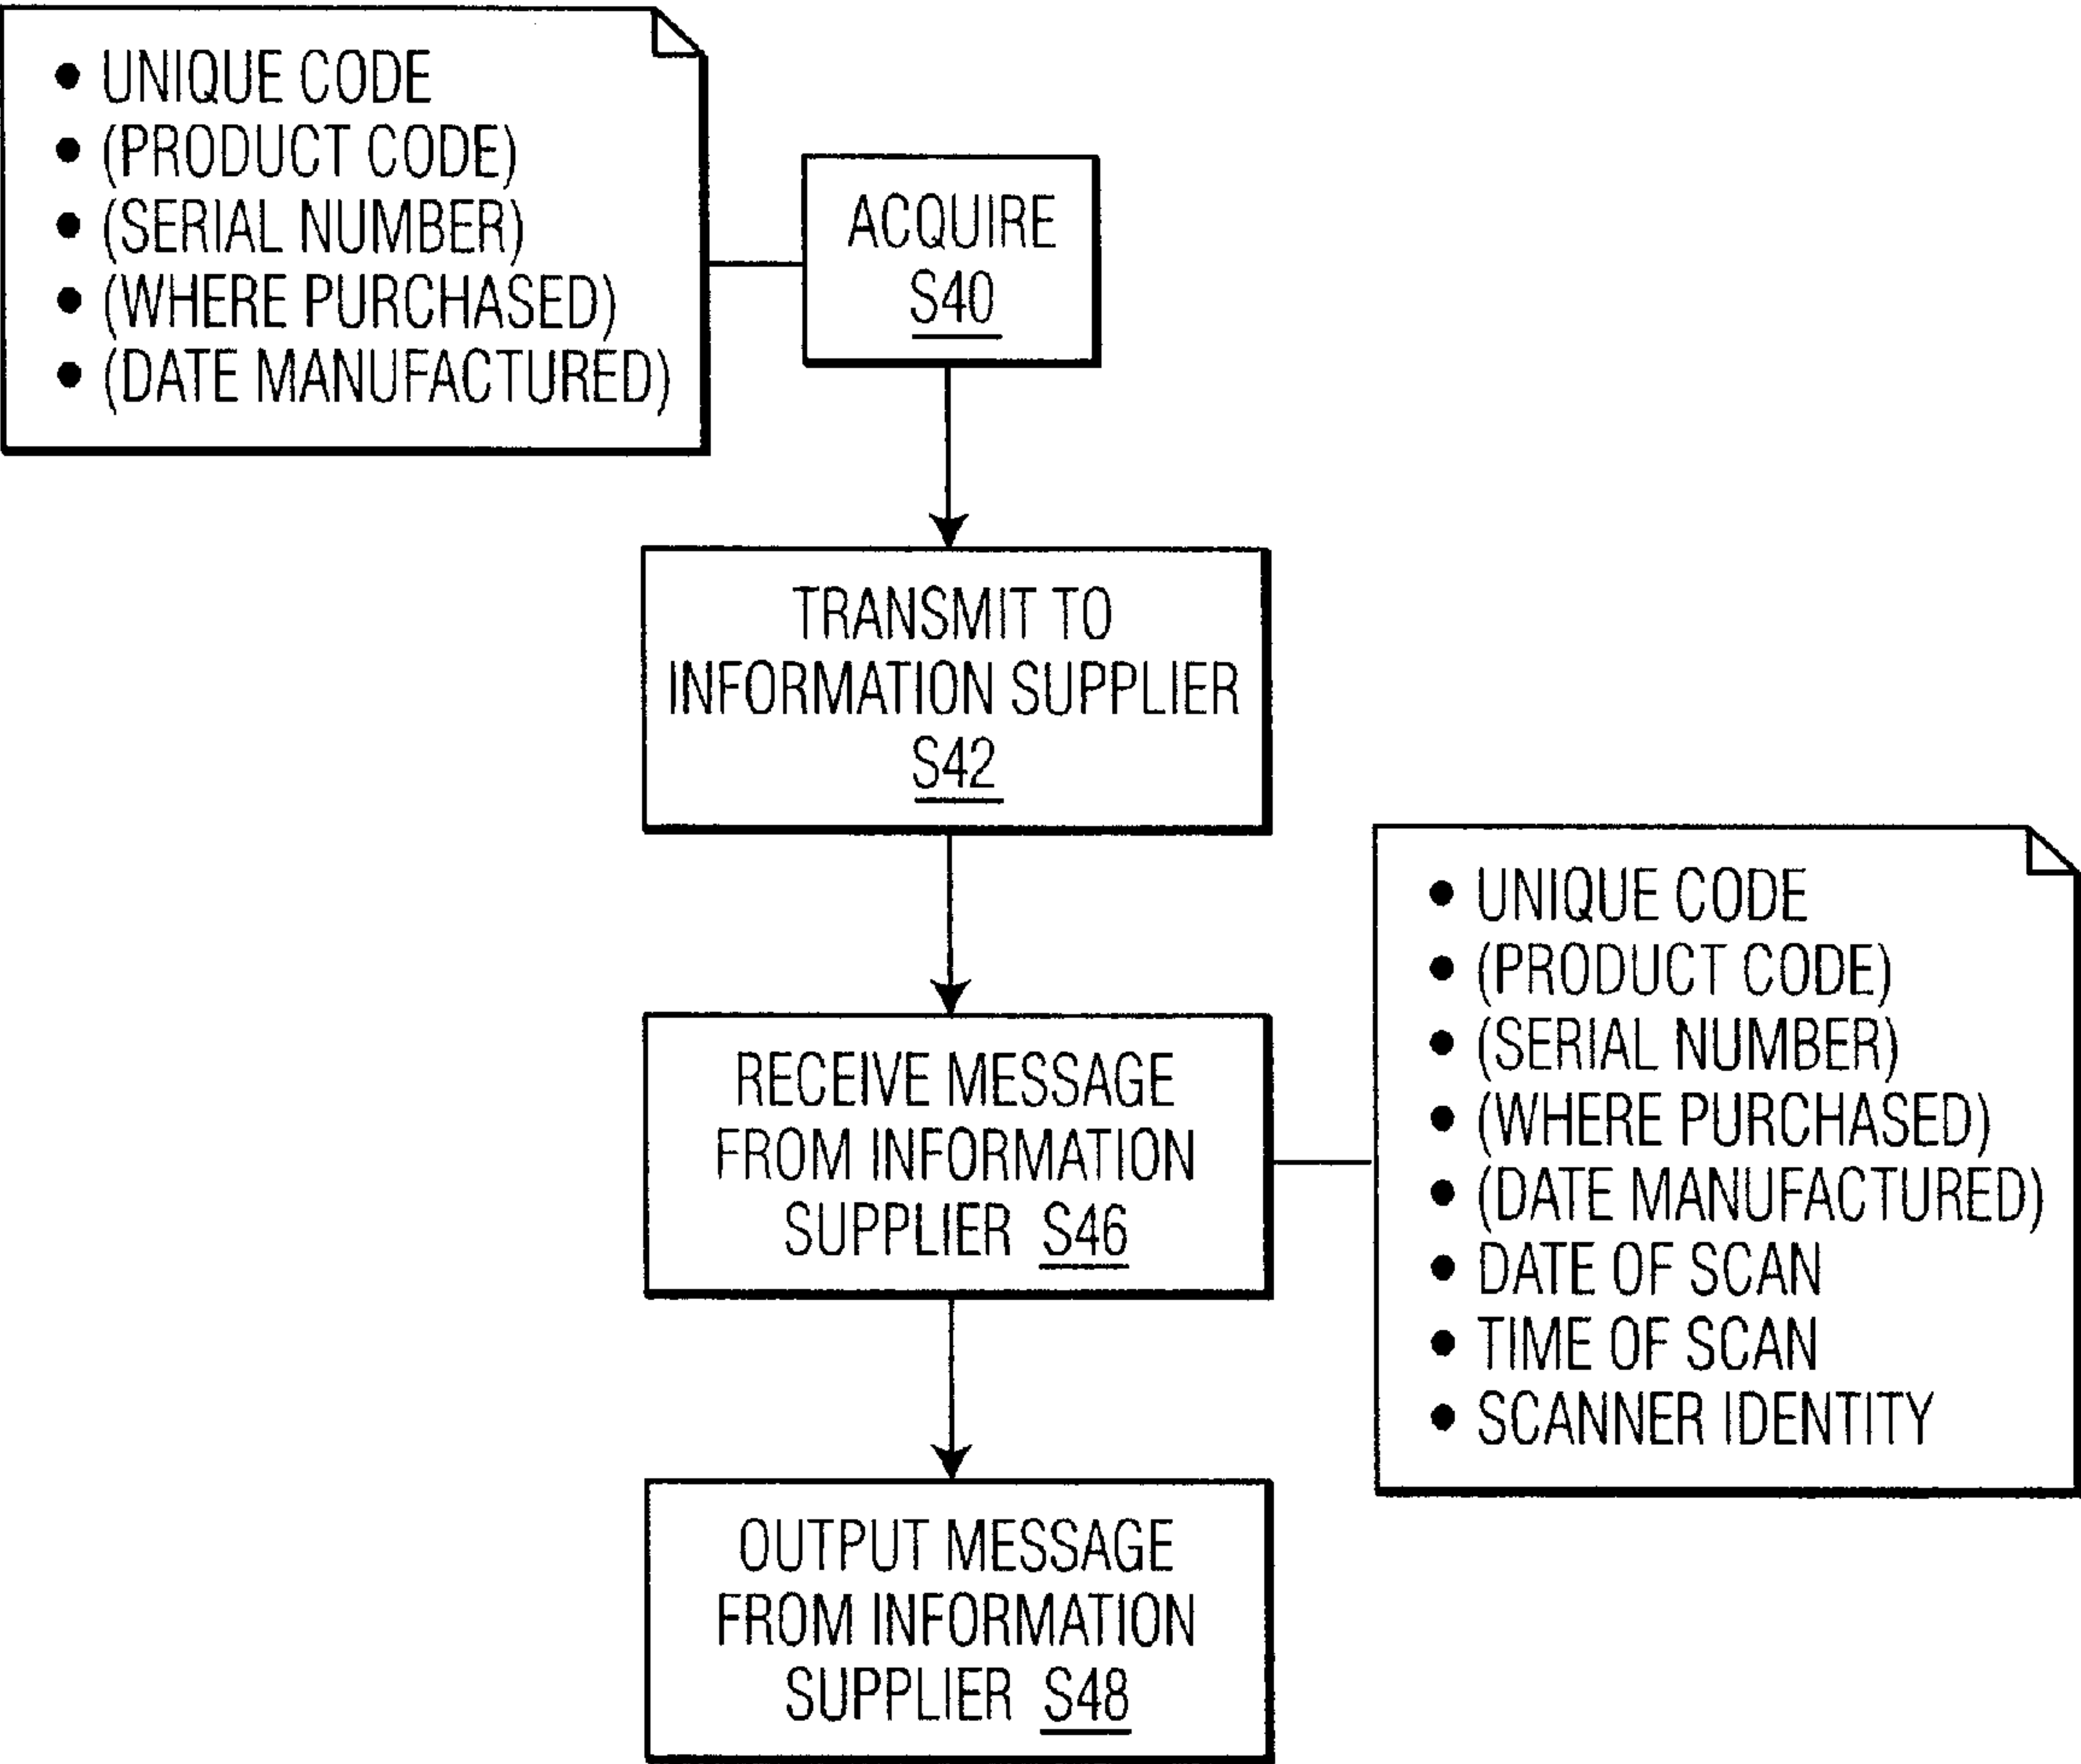 • UNIQUE CODE
• (PRODUCT CODE)
• (SERIAL NUMBER)
• (WHERE PURCHASED)
• (DATE MANUFACTURED)
ACQUIRE
S40
TRANSMIT TO
INFORMATION SUPPLIER
S42
RECEIVE MESSAGE
FROM INFORMATION
SUPPLIER S46
• UNIQUE CODE
• (PRODUCT CODE)
• (SERIAL NUMBER)
• (WHERE PURCHASED)
• (DATE MANUFACTURED)
• DATE OF SCAN
• TIME OF SCAN
• SCANNER IDENTITY
OUTPUT MESSAGE
FROM INFORMATION
SUPPLIER S48